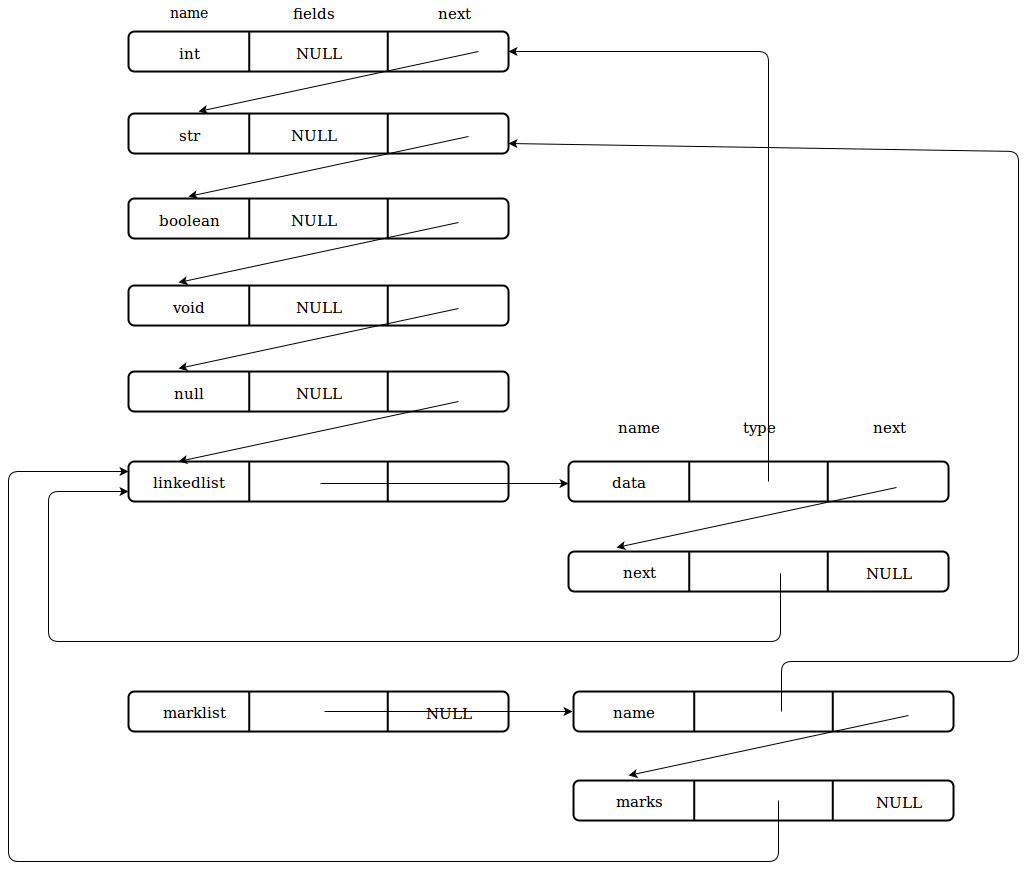 name fields next
int NULL
str NULL
boolean NULL
void NULL
null NULL
name type next
linkedlist data
next NULL
marklist NULL name
marks NULL